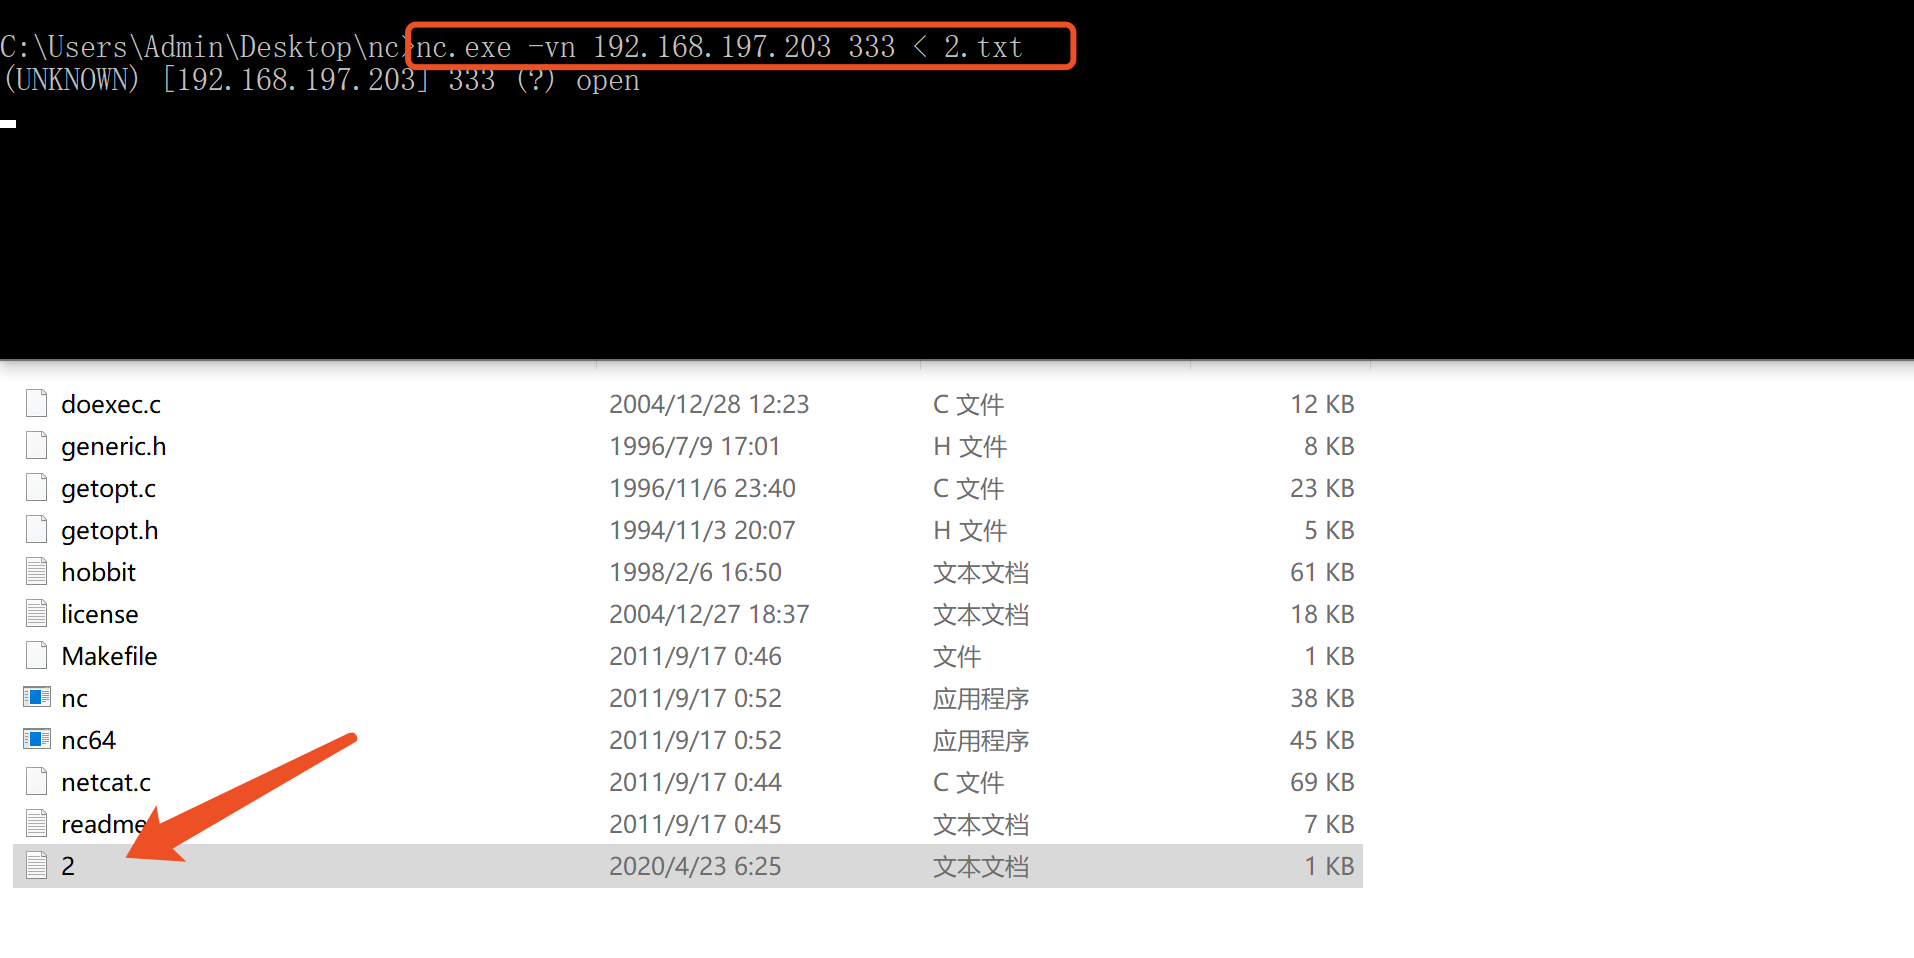 C:\Users\Admin\Desktop\nc>nc.exe -vn 192.168.197.203 333 < 2.txt
(UNKNOWN) [192.168.197.203] 333 (?) open
doexec.c 2004/12/28 12:23 C 文件 12 KB
generic.h 1996/7/9 17:01 H 文件 8 KB
getopt.c 1996/11/6 23:40 C 文件 23 KB
getopt.h 1994/11/3 20:07 H 文件 5 KB
hobbit 1998/2/6 16:50 文本文档 61 KB
license 2004/12/27 18:37 文本文档 18 KB
Makefile 2011/9/17 0:46 文件 1 KB
nc 2011/9/17 0:52 应用程序 38 KB
nc64 2011/9/17 0:52 应用程序 45 KB
netcat.c 2011/9/17 0:44 C 文件 69 KB
readme 2011/9/17 0:45 文本文档 7 KB
2 2020/4/23 6:25 文本文档 1 KB